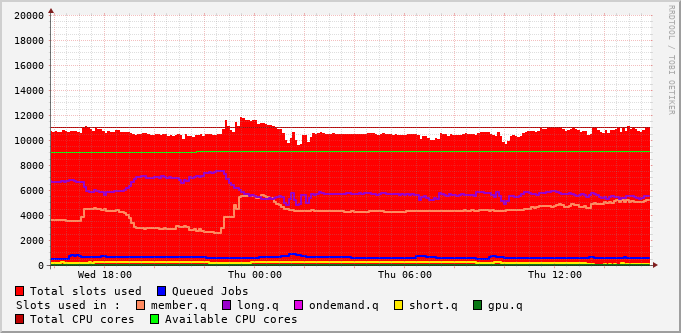 20000
18000
16000
14000
12000
10000
8000
6000
4000
2000
0
Wed 18:00 Thu 00:00 Thu 06:00 Thu 12:00
Total slots used Queued Jobs
Slots used in : member.q long.q ondemand.q short.q gpu.q
Total CPU cores Available CPU cores
RRDTOOL / TOBI OETIKER